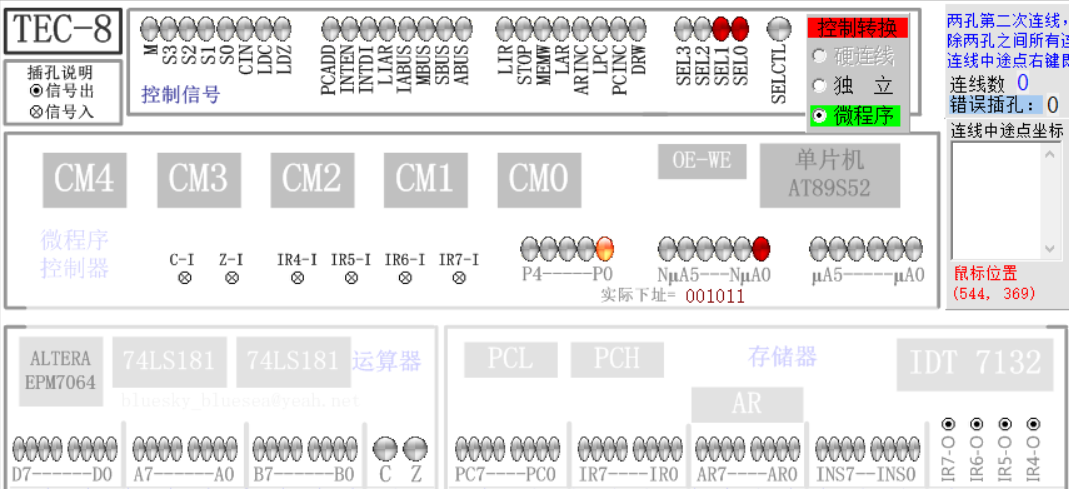 TEC-8
插孔说明
信号出
信号入
M S3 S2 S1 S0 CIN LDC LDZ
控制信号
PCADD INTEN INTDI LIAR IABUS MBUS SBUS ABUS
LIR STOP MEMW LAR ARINC LPC PCINC DRW
SEL3 SEL2 SEL1 SEL0
SELCTL
控制转换
硬连线
独 立
微程序
两孔第二次连线,
除两孔之间所有连
连线中途点右键即
连线数 0
错误插孔: 0
连线中途点坐标
鼠标位置
(544, 369)
CM4 CM3 CM2 CM1 CM0
OE-WE
单片机
AT89S52
微程序
控制器
C-I Z-I IR4-I IR5-I IR6-I IR7-I
P4-----P0
NμA5---NμA0
μA5-----μA0
实际下址= 001011
ALTERA
EPM7064
74LS181 74LS181 运算器
bluesky_bluesea@yeah.net
PCL PCH 存储器
IDT 7132
AR
D7------D0 A7------A0 B7------B0 C Z
PC7----PC0 IR7----IR0 AR7----AR0 INS7--INS0
IR7-O IR6-O IR5-O IR4-O